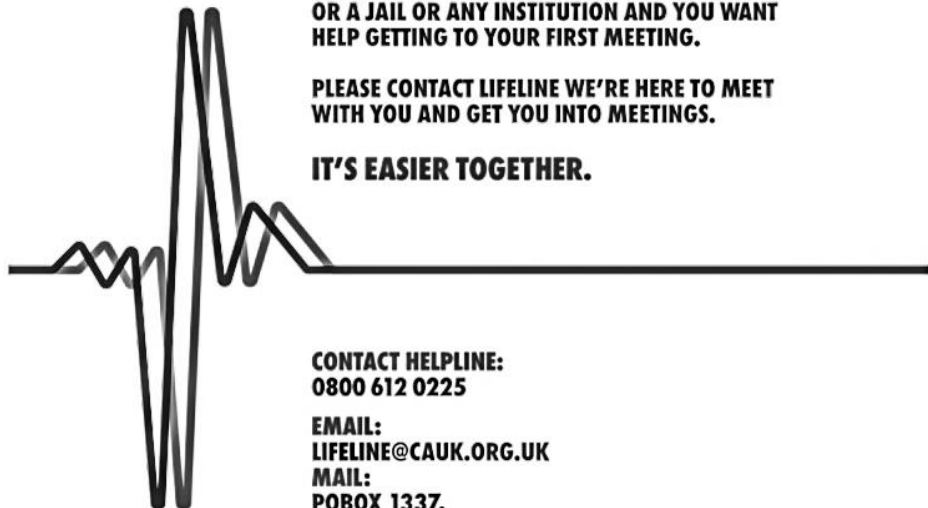 OR A JAIL OR ANY INSTITUTION AND YOU WANT
HELP GETTING TO YOUR FIRST MEETING.
PLEASE CONTACT LIFELINE WE'RE HERE TO MEET
WITH YOU AND GET YOU INTO MEETINGS.
IT'S EASIER TOGETHER.
CONTACT HELPLINE:
0800 612 0225
EMAIL:
LIFELINE@CAUK.ORG.UK
MAIL:
POBOX 1337,